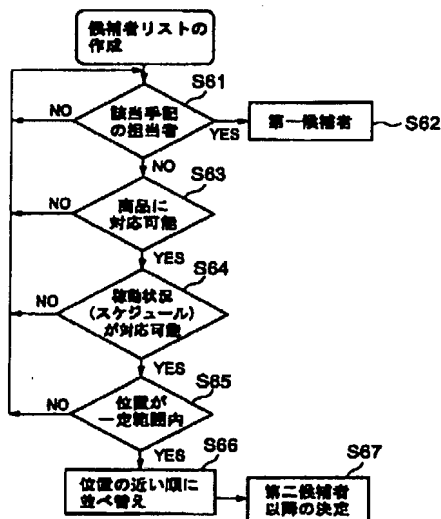 候補者リストの
作成
S61
NO
該当手記
の担当者
YES
第一候補者
S62
NO
S63
NO
商品に
対応可能
YES
S64
NO
稼動状況
(スケジュール)
が対応可能
YES
S65
NO
位置が
一定範囲内
YES
S66
位置の近い順に
並べ替え
S67
第二候補者
以降の決定